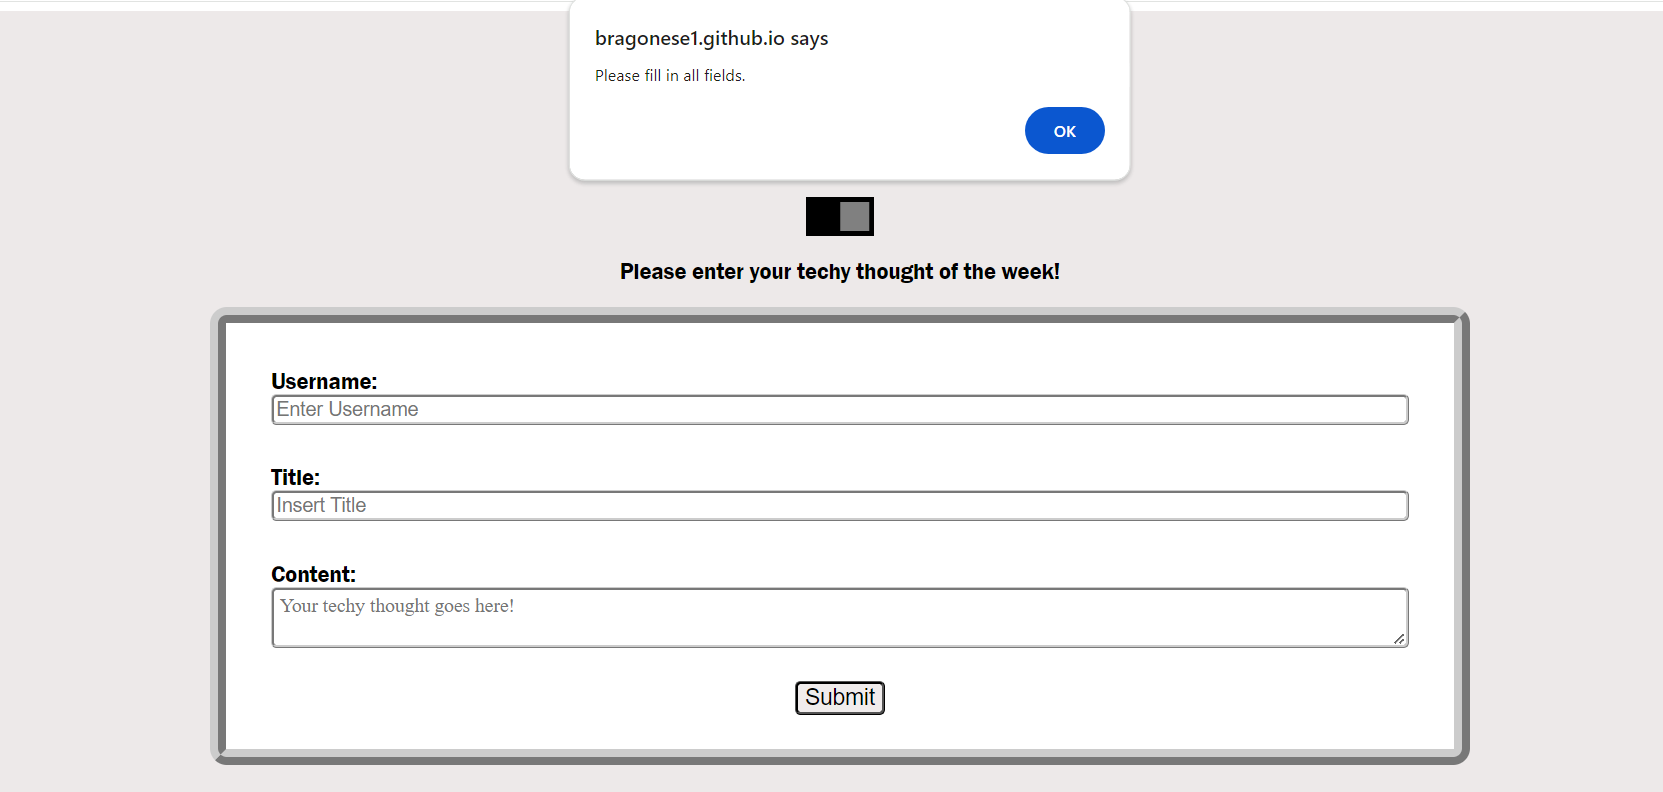 bragonese1.github.io says
Please fill in all fields.
OK
Please enter your techy thought of the week!
Username:
Enter Username
Title:
Insert Title
Content:
Your techy thought goes here!
Submit